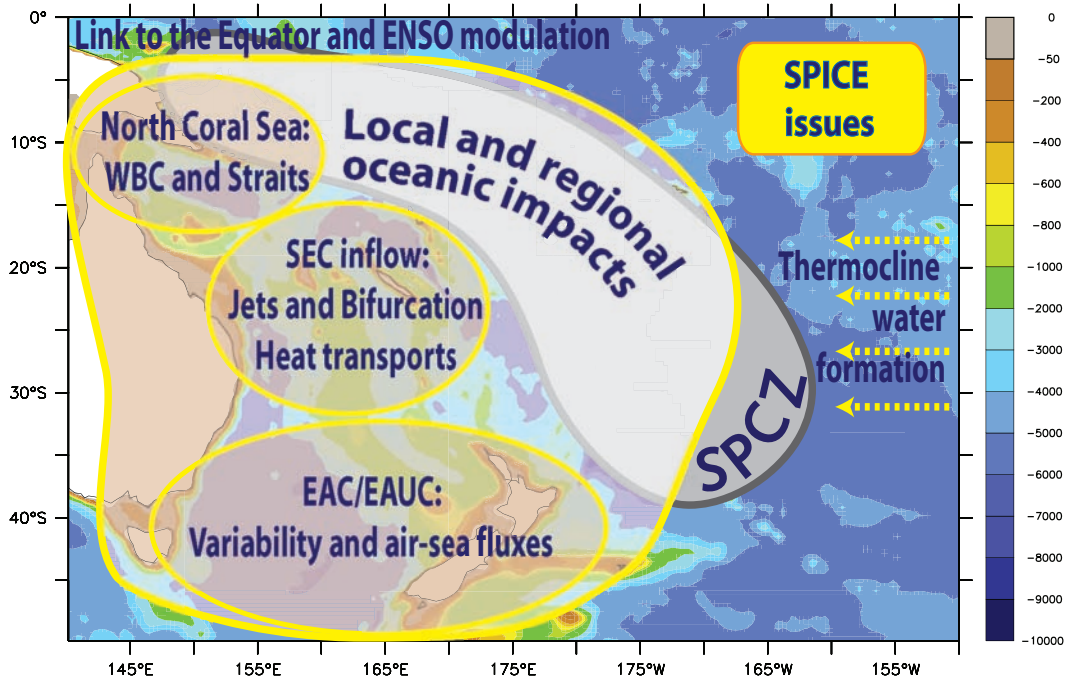 Link to the Equator and ENSO modulation
SPICE
issues
North Coral Sea:
WBC and Straits
Local and regional
oceanic impacts
SEC inflow:
Jets and Bifurcation
Heat transports
Thermocline
water
formation
SPCZ
EAC/EAUC:
Variability and air-sea fluxes
0°
10°S
20°S
30°S
40°S
145°E
155°E
165°E
175°E
175°W
165°W
155°W
0
-50
-200
-400
-600
-800
-1000
-2000
-3000
-4000
-5000
-6000
-7000
-8000
-9000
-10000